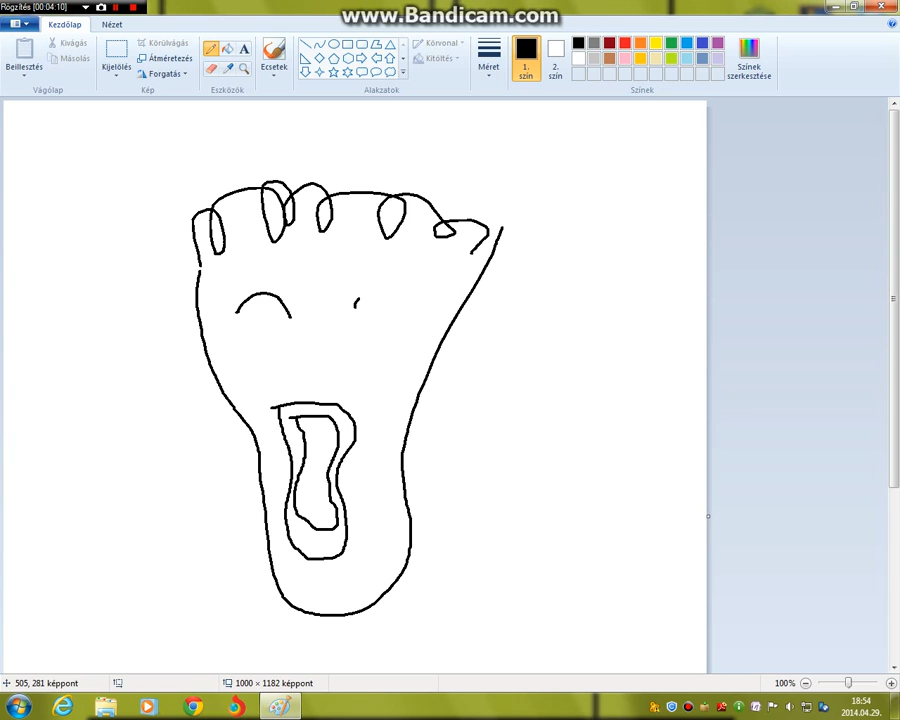 Rögzítés [00:04:10]
www.Bandicam.com
Kezdőlap Nézet
Beillesztés
Kivágás
Másolás
Vágólap
Kijelölés
Körülvágás
Átméretezés
Forgatás
Kép
A
Eszközök
Ecsetek
Körvonal
Kitöltés
Alakzatok
Méret
1. szín
2. szín
Színek szerkesztése
Színek
505, 281 képpont
1000 × 1182 képpont
100%
18:54
2014.04.29.